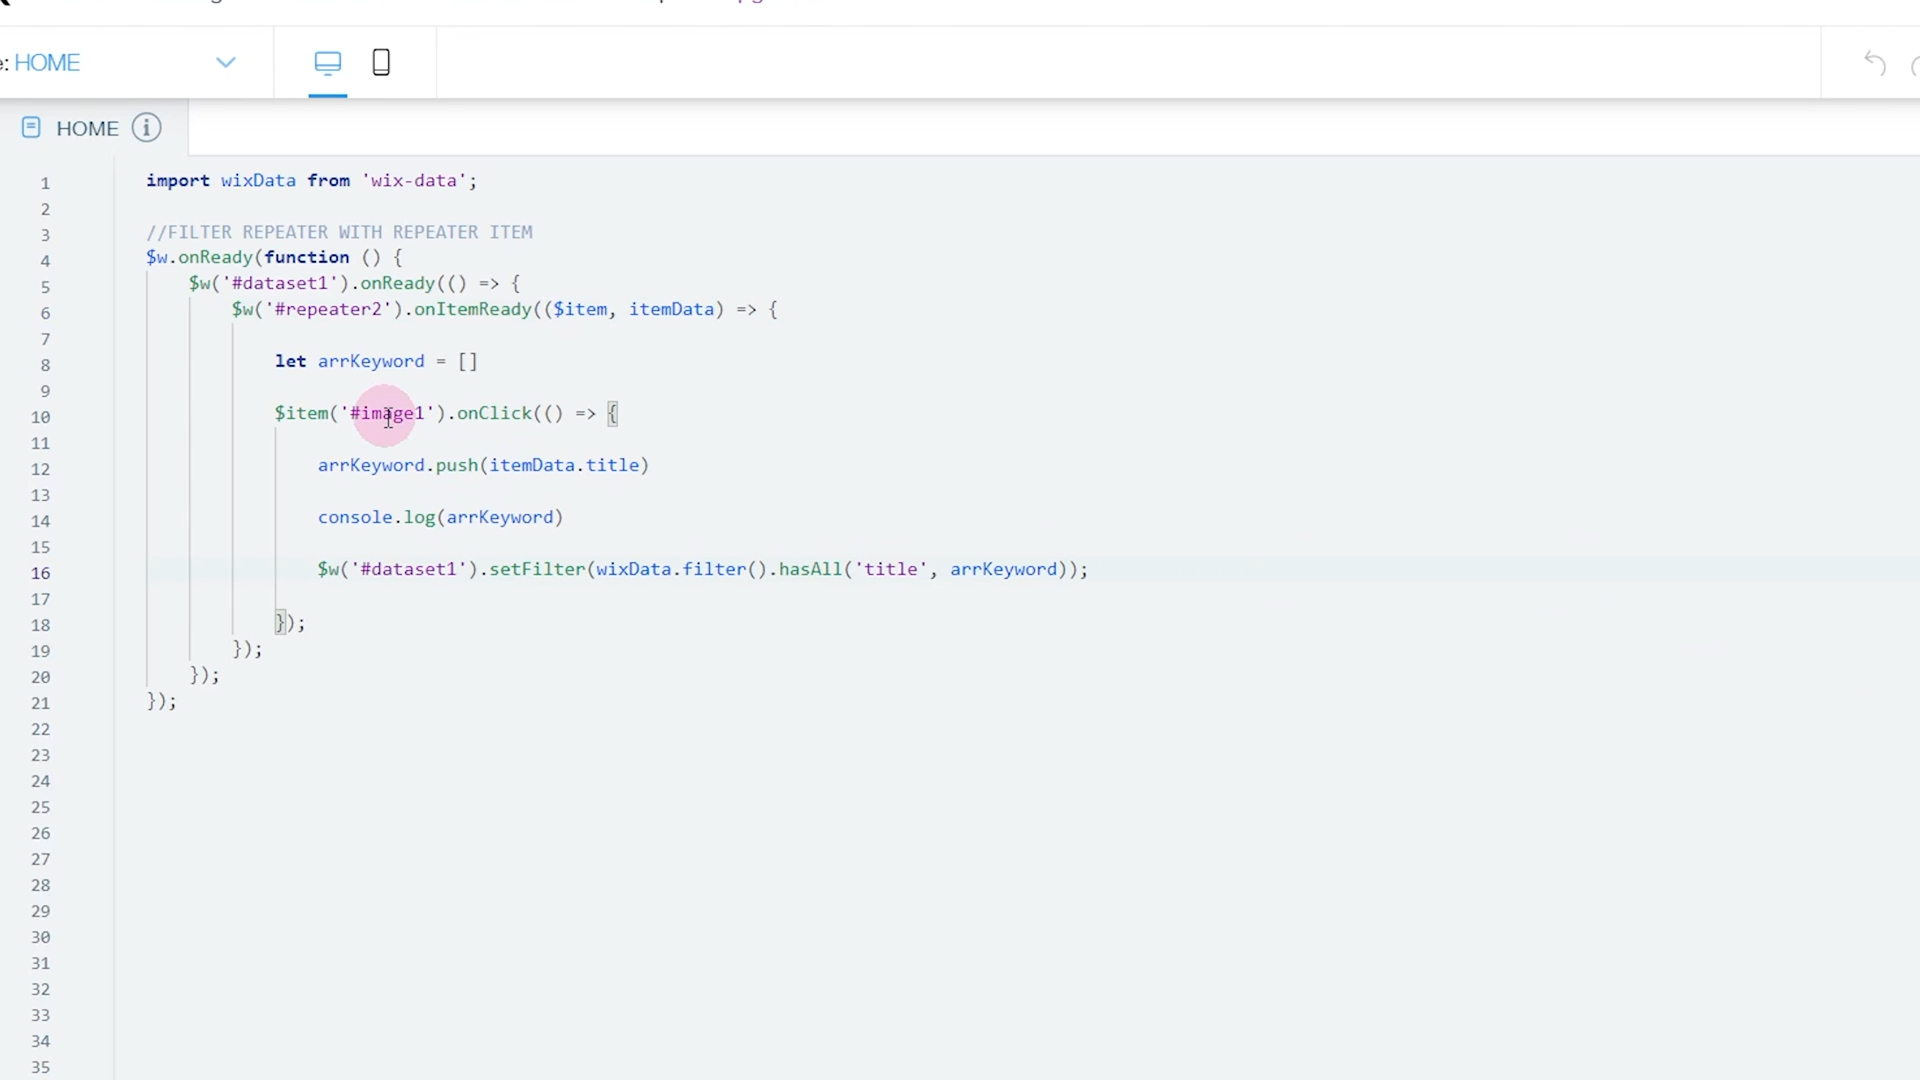 : HOME
HOME
1 import wixData from 'wix-data';
2
3 //FILTER REPEATER WITH REPEATER ITEM
4 $w.onReady(function () {
5 $w('#dataset1').onReady(() => {
6 $w('#repeater2').onItemReady(($item, itemData) => {
7
8 let arrKeyword = []
9
10 $item('#image1').onClick(() => {
11
12 arrKeyword.push(itemData.title)
13
14 console.log(arrKeyword)
15
16 $w('#dataset1').setFilter(wixData.filter().hasAll('title', arrKeyword));
17
18 });
19 });
20 });
21 });
22
23
24
25
26
27
28
29
30
31
32
33
34
35